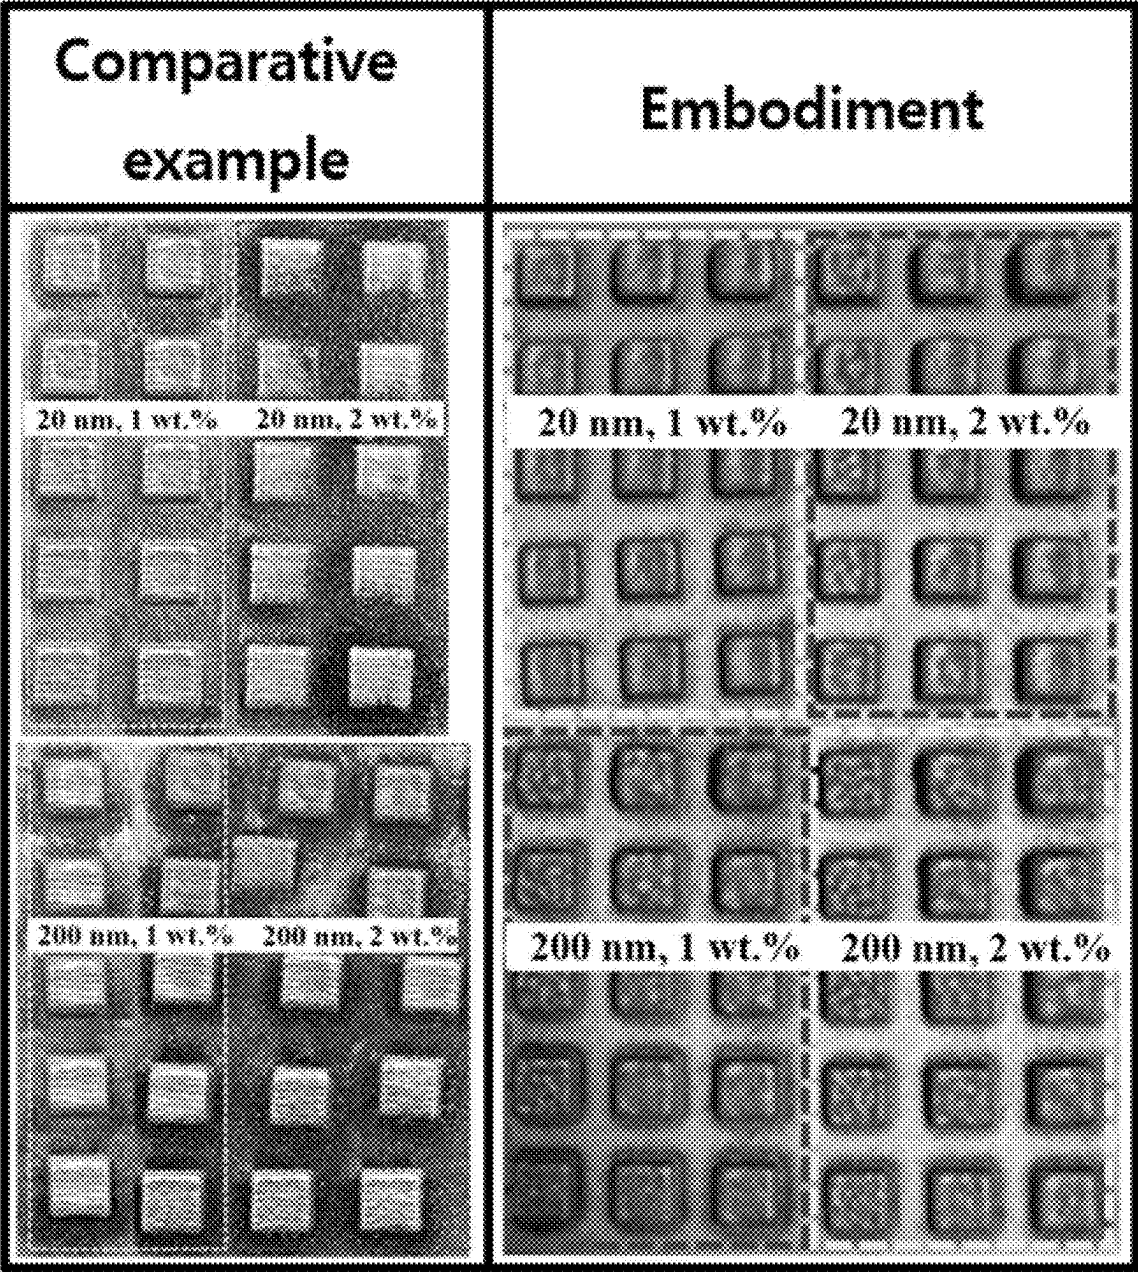 Comparative
example
Embodiment
20 nm, 1 wt.% 20 nm, 2 wt.%
20 nm, 1 wt.% 20 nm, 2 wt.%
200 nm, 1 wt.% 200 nm, 2 wt.%
200 nm, 1 wt.% 200 nm, 2 wt.%